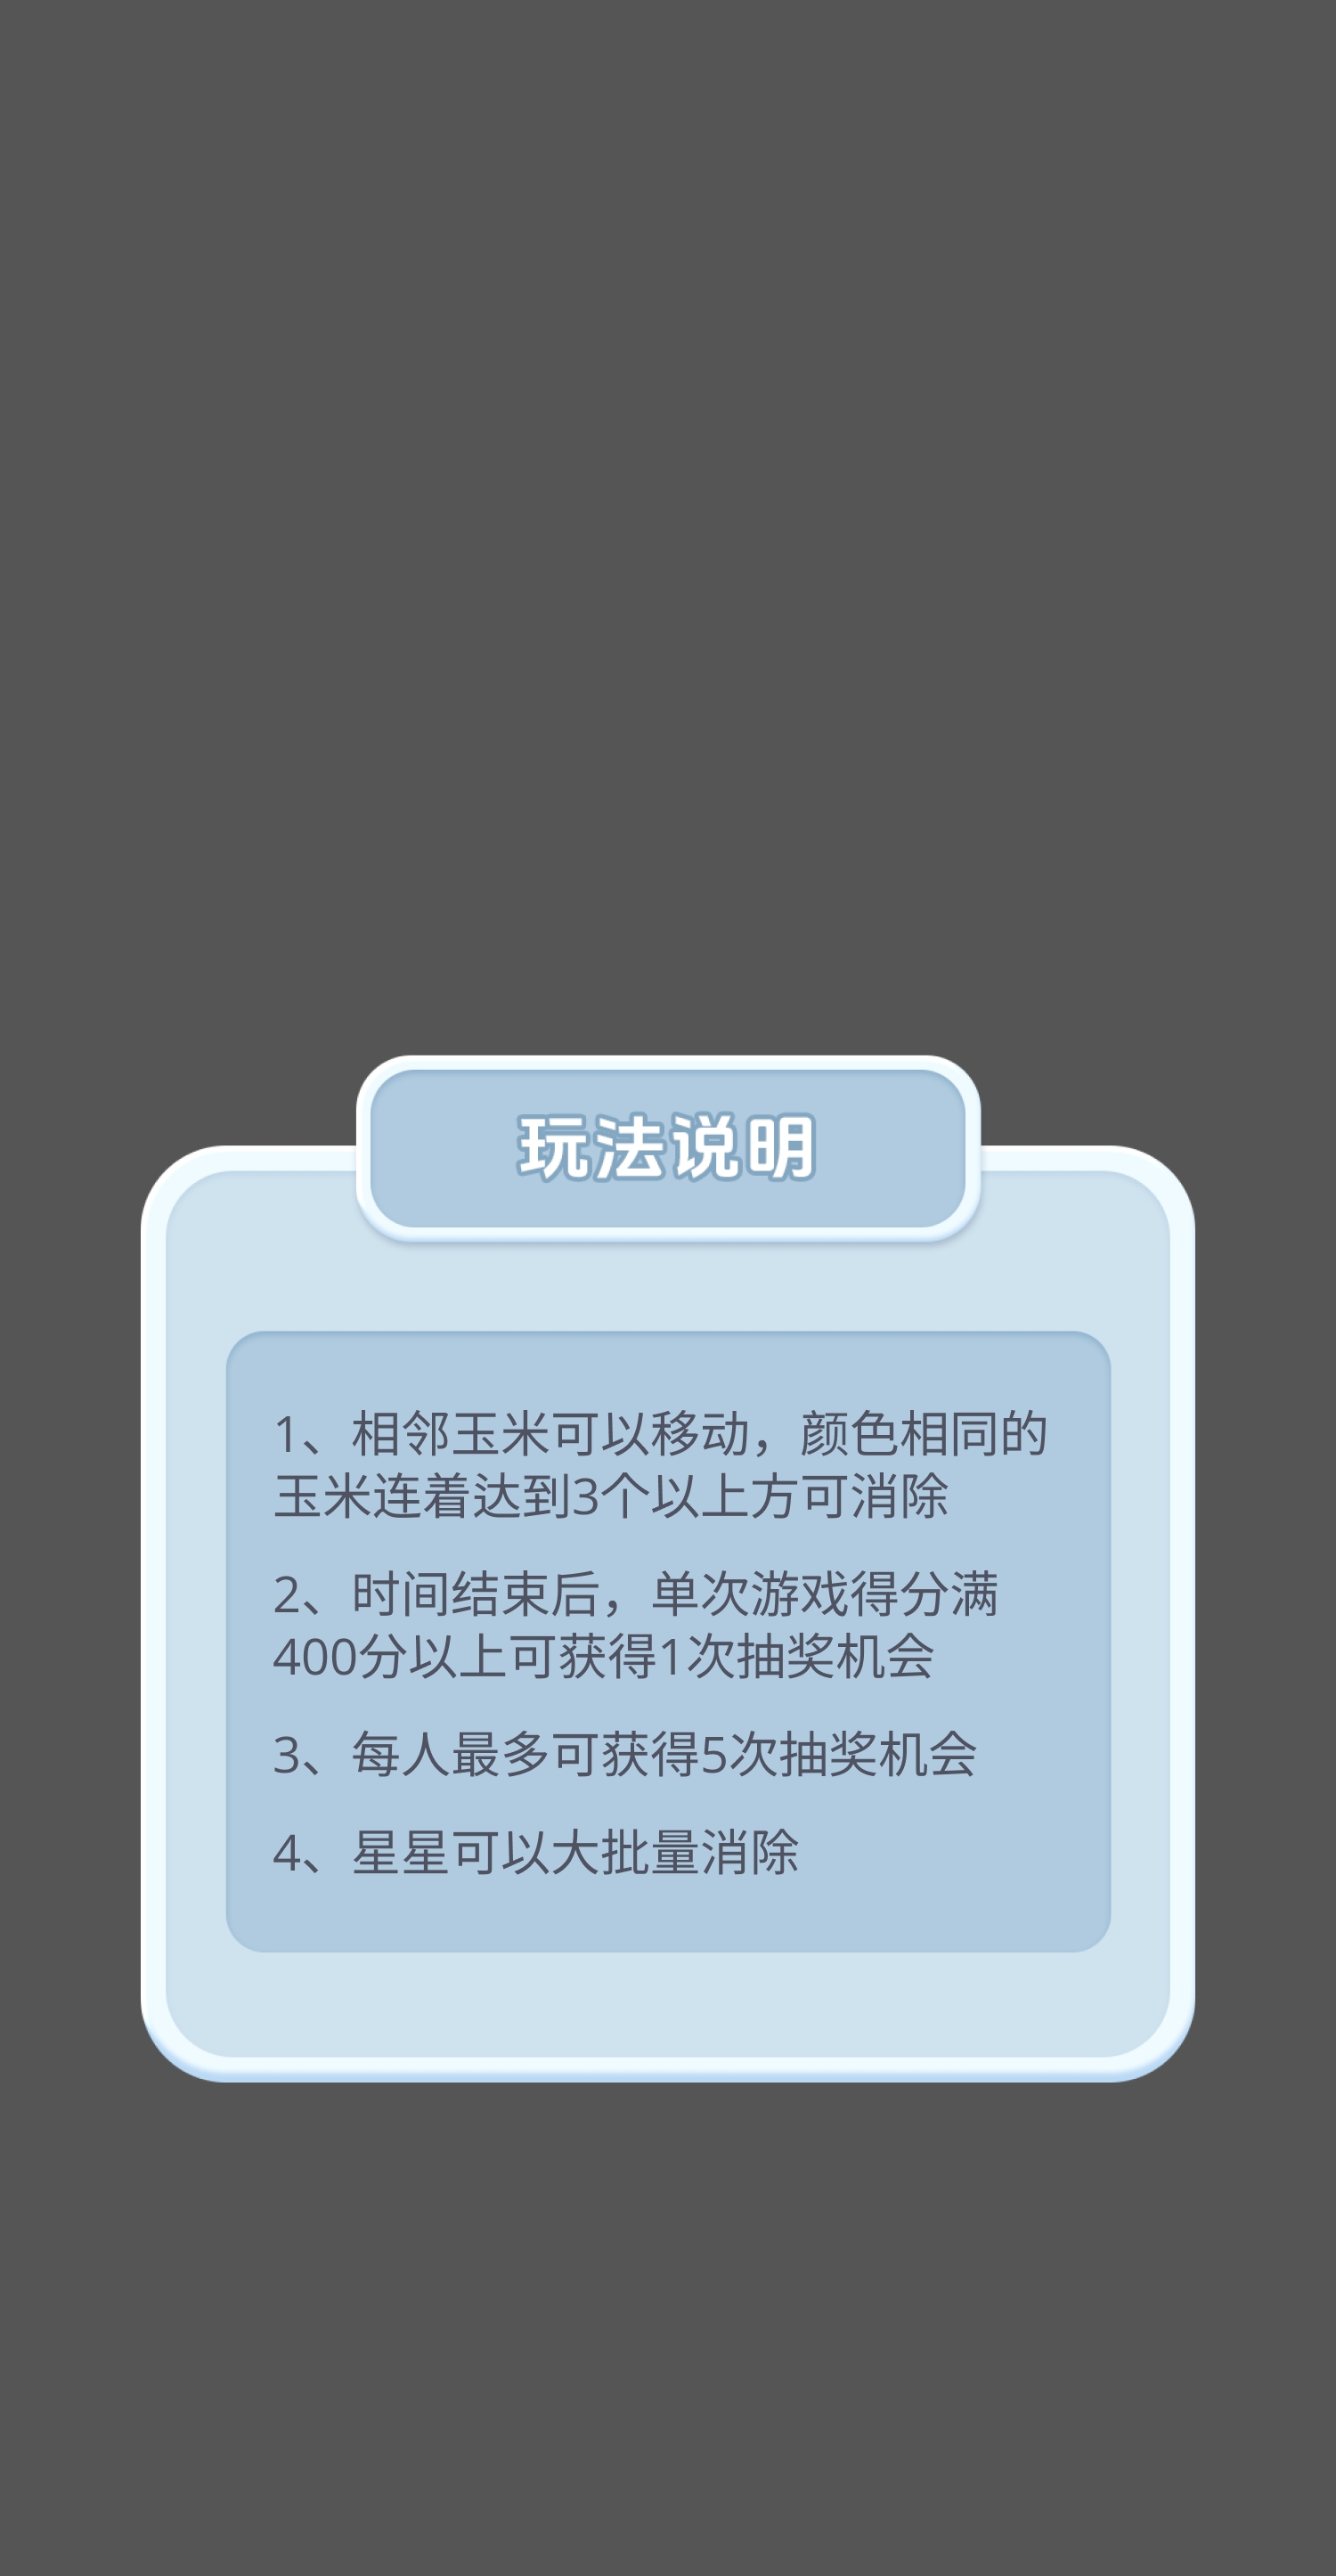 玩法说明
1、相邻玉米可以移动，颜色相同的
玉米连着达到3个以上方可消除
2、时间结束后，单次游戏得分满
400分以上可获得1次抽奖机会
3、每人最多可获得5次抽奖机会
4、星星可以大批量消除